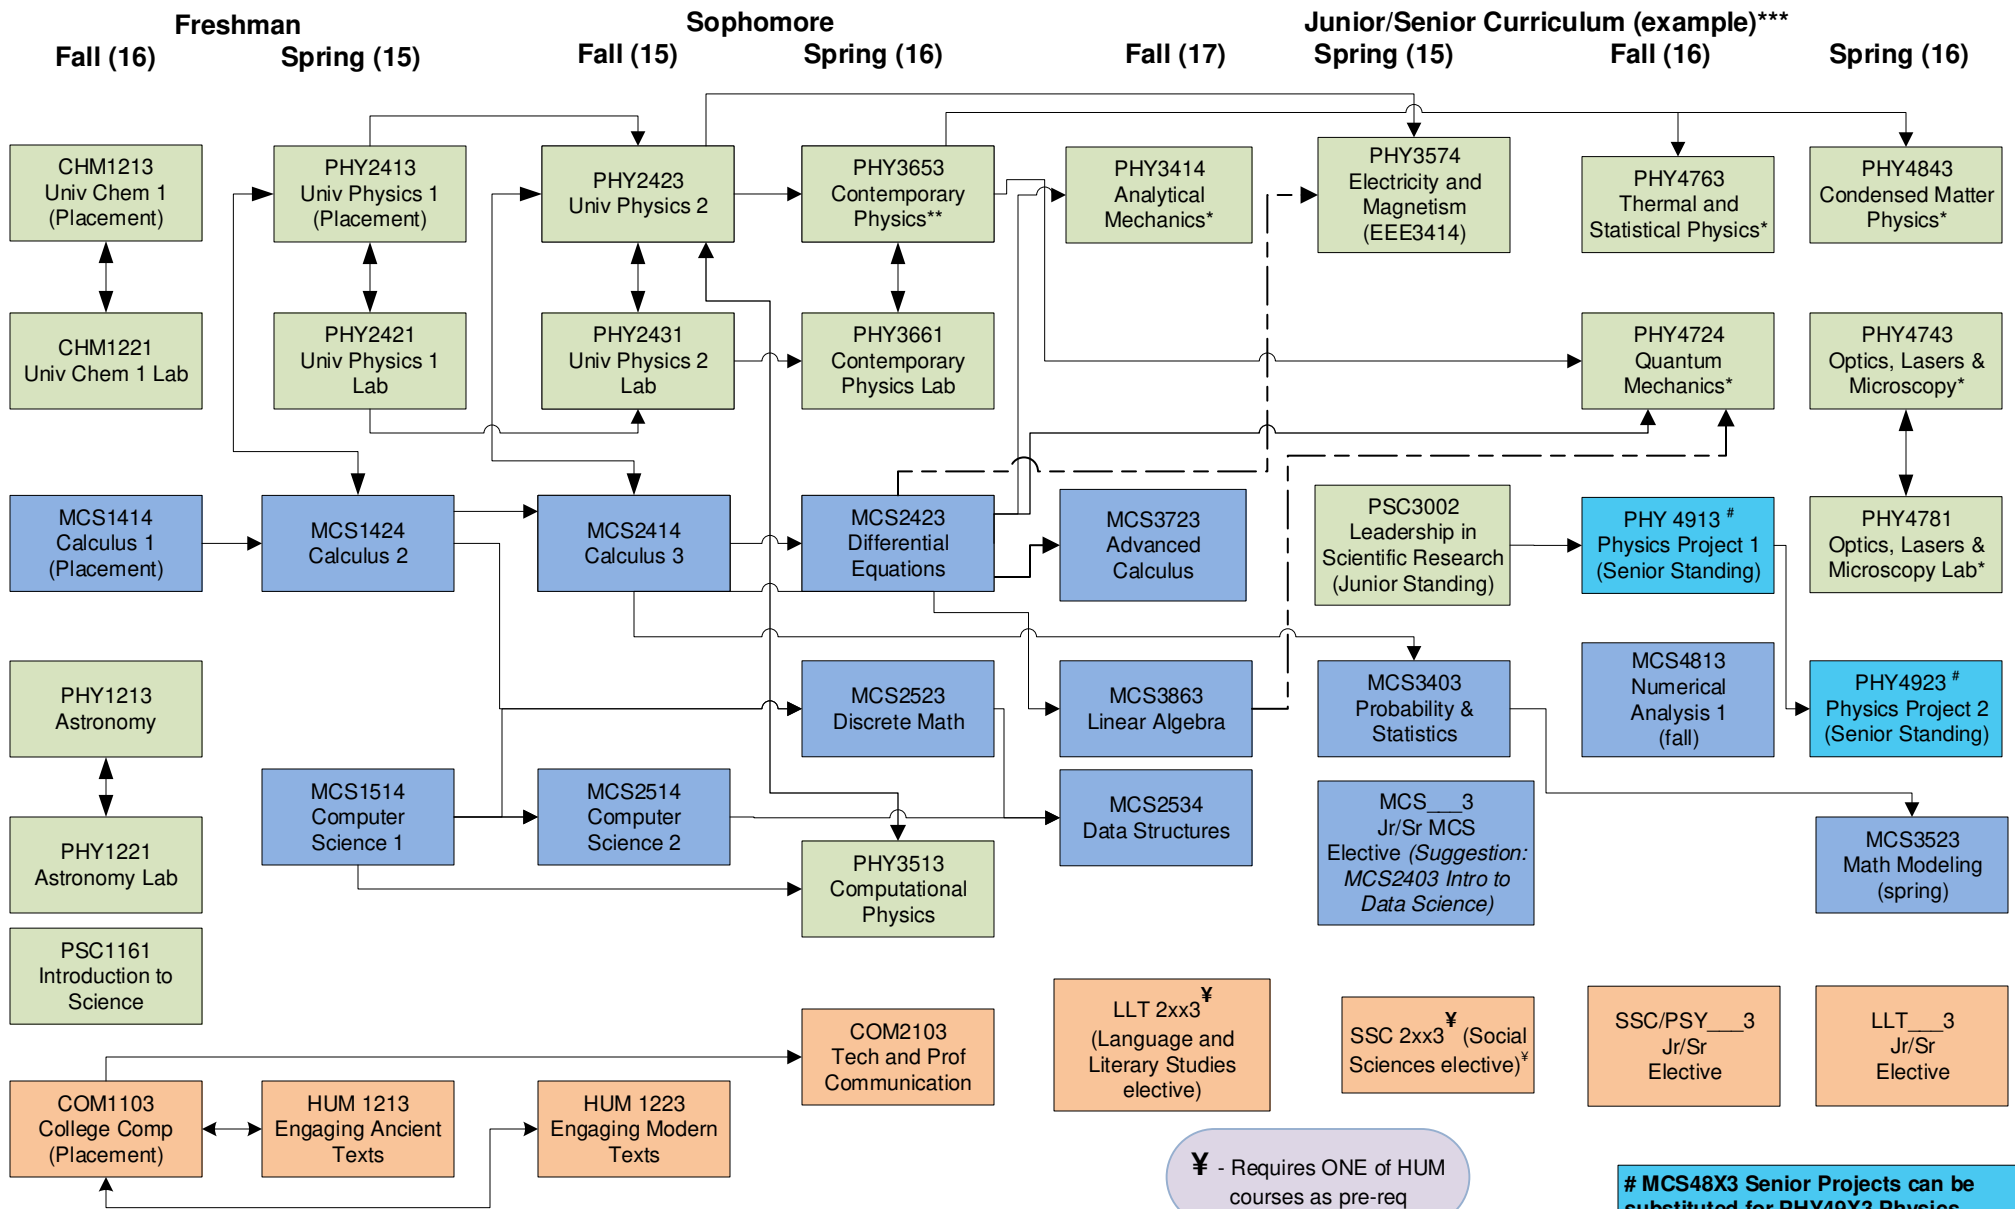 Freshman
Sophomore
Junior/Senior Curriculum (example)***
Fall (16)
Spring (15)
Fall (15)
Spring (16)
Fall (17)
Spring (15)
Fall (16)
Spring (16)
CHM1213
Univ Chem 1
(Placement)
PHY2413
Univ Physics 1
(Placement)
PHY2423
Univ Physics 2
PHY3653
Contemporary
Physics**
PHY3414
Analytical
Mechanics*
PHY3574
Electricity and
Magnetism
(EEE3414)
PHY4763
Thermal and
Statistical Physics*
PHY4843
Condensed Matter
Physics*
CHM1221
Univ Chem 1 Lab
PHY2421
Univ Physics 1
Lab
PHY2431
Univ Physics 2
Lab
PHY3661
Contemporary
Physics Lab
PHY4724
Quantum
Mechanics*
PHY4743
Optics, Lasers &
Microscopy*
MCS1414
Calculus 1
(Placement)
MCS1424
Calculus 2
MCS2414
Calculus 3
MCS2423
Differential
Equations
MCS3723
Advanced
Calculus
PSC3002
Leadership in
Scientific Research
(Junior Standing)
PHY 4913 #
Physics Project 1
(Senior Standing)
PHY4781
Optics, Lasers &
Microscopy Lab*
PHY1213
Astronomy
MCS2523
Discrete Math
MCS3863
Linear Algebra
MCS3403
Probability &
Statistics
MCS4813
Numerical
Analysis 1
(fall)
PHY4923 #
Physics Project 2
(Senior Standing)
PHY1221
Astronomy Lab
MCS1514
Computer
Science 1
MCS2514
Computer
Science 2
PHY3513
Computational
Physics
MCS2534
Data Structures
MCS___3
Jr/Sr MCS
Elective (Suggestion:
MCS2403 Intro to
Data Science)
MCS3523
Math Modeling
(spring)
PSC1161
Introduction to
Science
COM2103
Tech and Prof
Communication
LLT 2xx3¥
(Language and
Literary Studies
elective)
SSC 2xx3¥ (Social
Sciences elective)¥
SSC/PSY___3
Jr/Sr
Elective
LLT___3
Jr/Sr
Elective
COM1103
College Comp
(Placement)
HUM 1213
Engaging Ancient
Texts
HUM 1223
Engaging Modern
Texts
¥ - Requires ONE of HUM
courses as pre-req
# MCS48X3 Senior Projects can be
substituted for PHY49X3 Physics